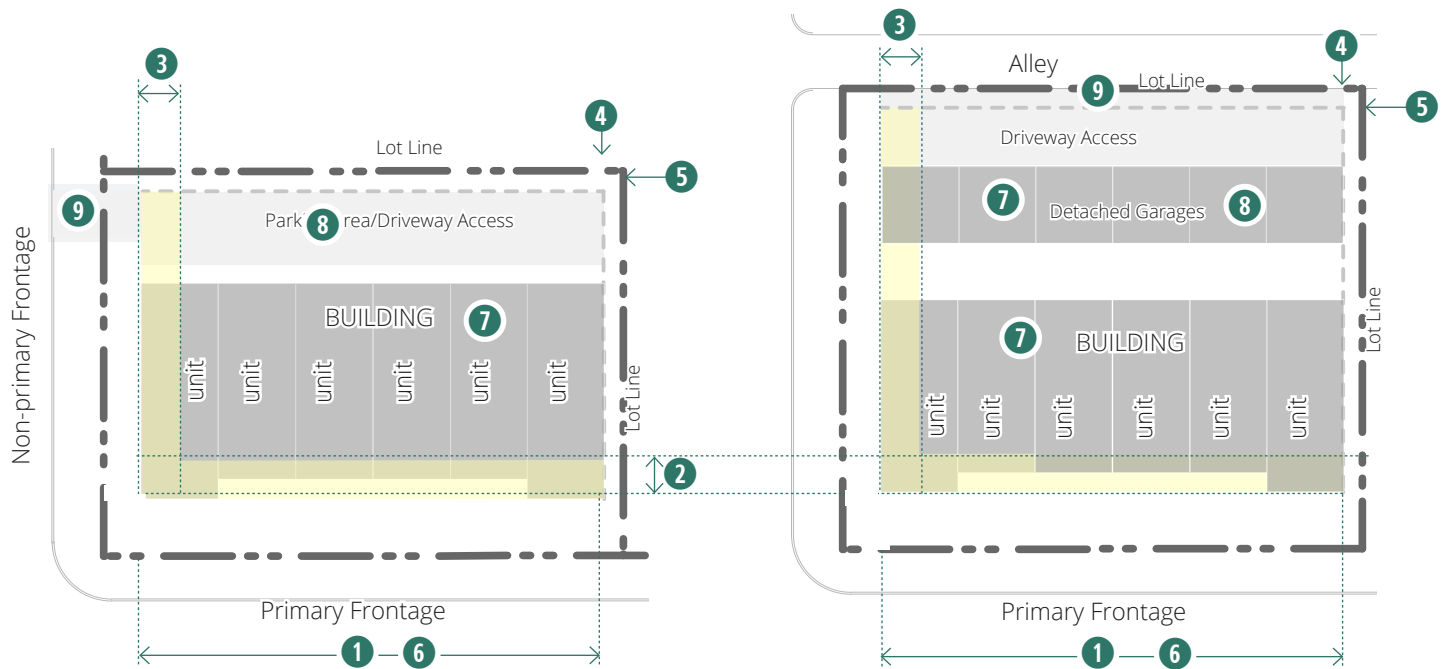 3
4
Lot Line
5
9
Park rea/Driveway Access
8
Non-primary Frontage
BUILDING
7
unit
unit
unit
unit
unit
unit
Lot Line
2
Primary Frontage
1
6
3
4
Alley
Lot Line
9
5
Driveway Access
7
Detached Garages
8
7
BUILDING
Lot Line
unit
unit
unit
unit
unit
unit
Primary Frontage
1
6